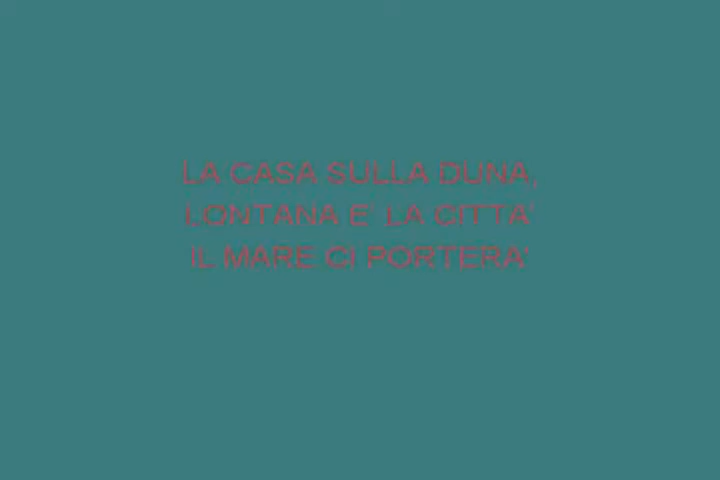 LA CASA SULLA DUNA,
LONTANA E' LA CITTA'
IL MARE CI PORTERA'